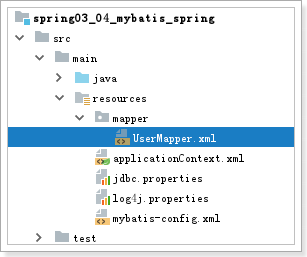 spring03_04_mybatis_spring
src
main
java
resources
mapper
UserMapper.xml
applicationContext.xml
jdbc.properties
log4j.properties
mybatis-config.xml
test